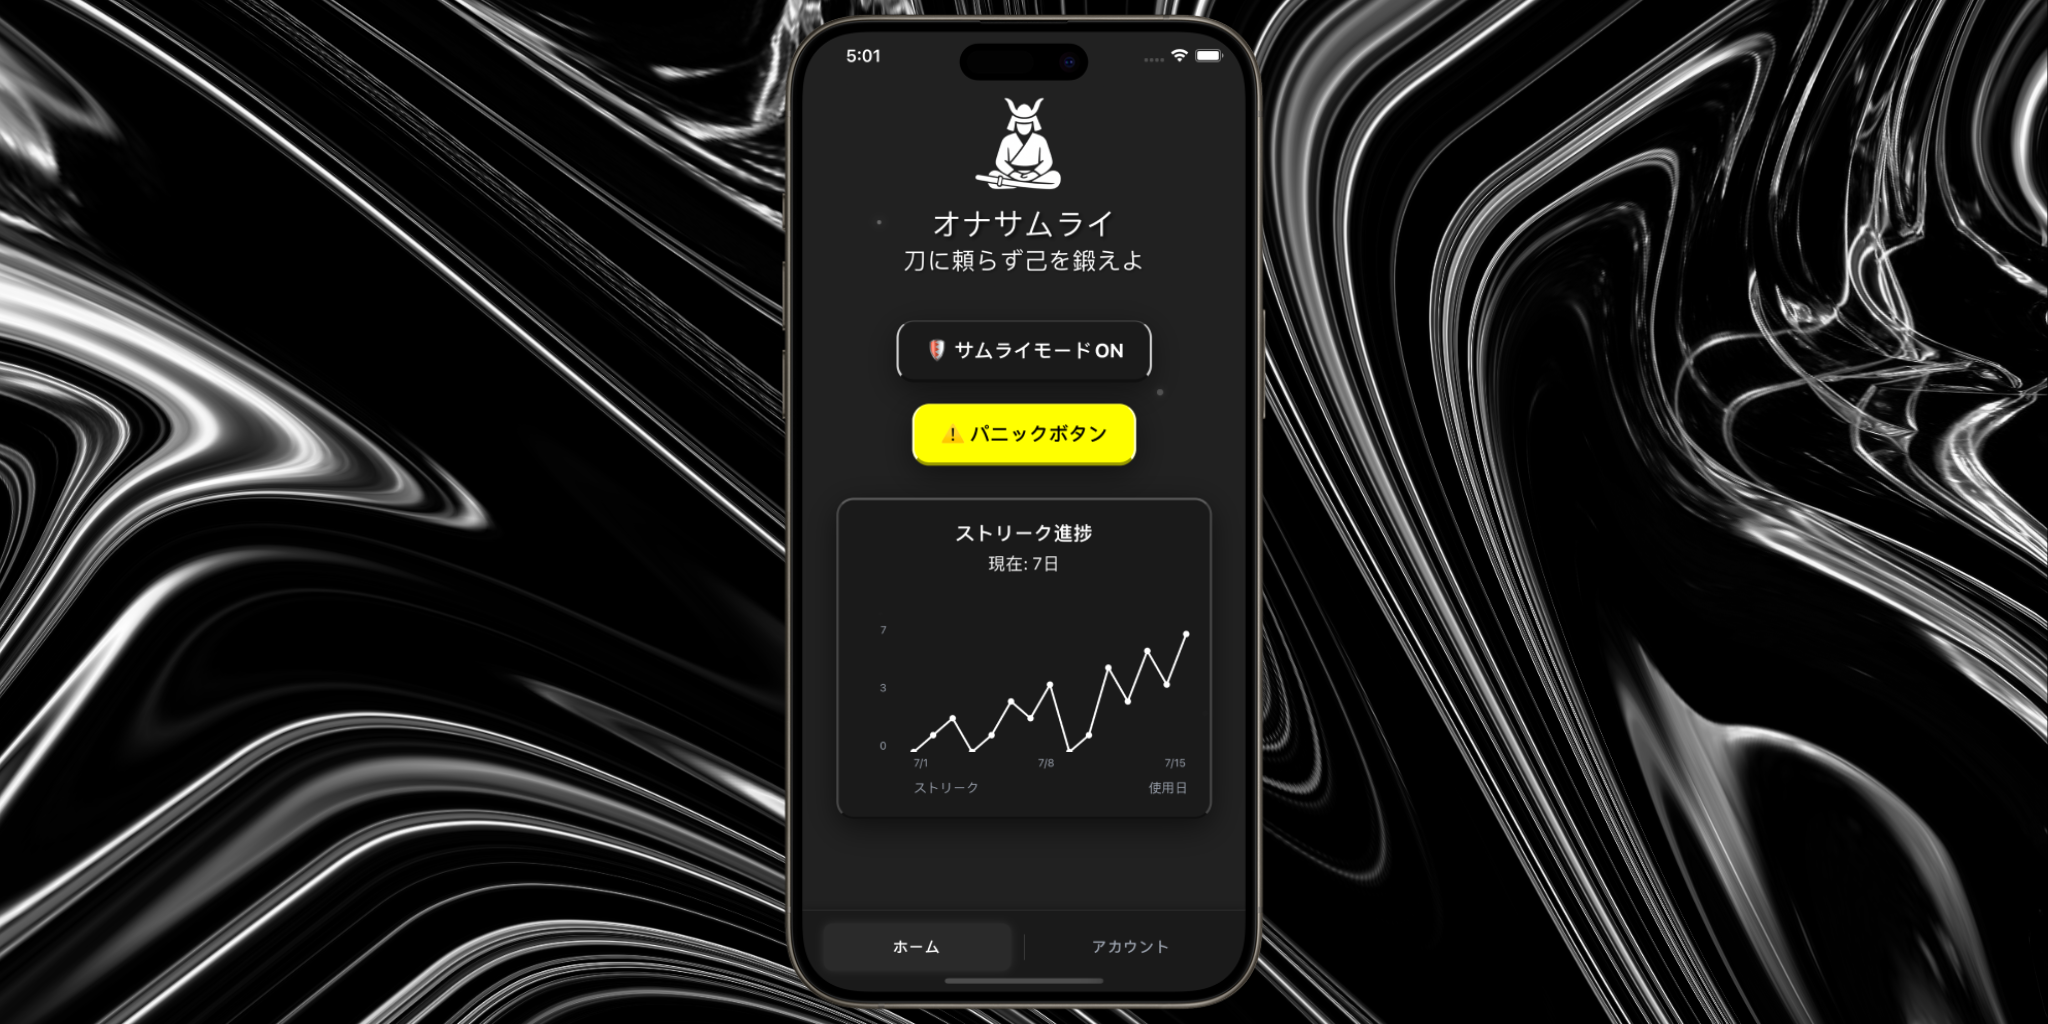 5:01
オナサムライ
刀に頼らず己を鍛えよ
サムライモードON
パニックボタン
ストリーク進捗
現在: 7日
7
3
0
7/1 7/8 7/15
ストリーク 使用日
ホーム アカウント